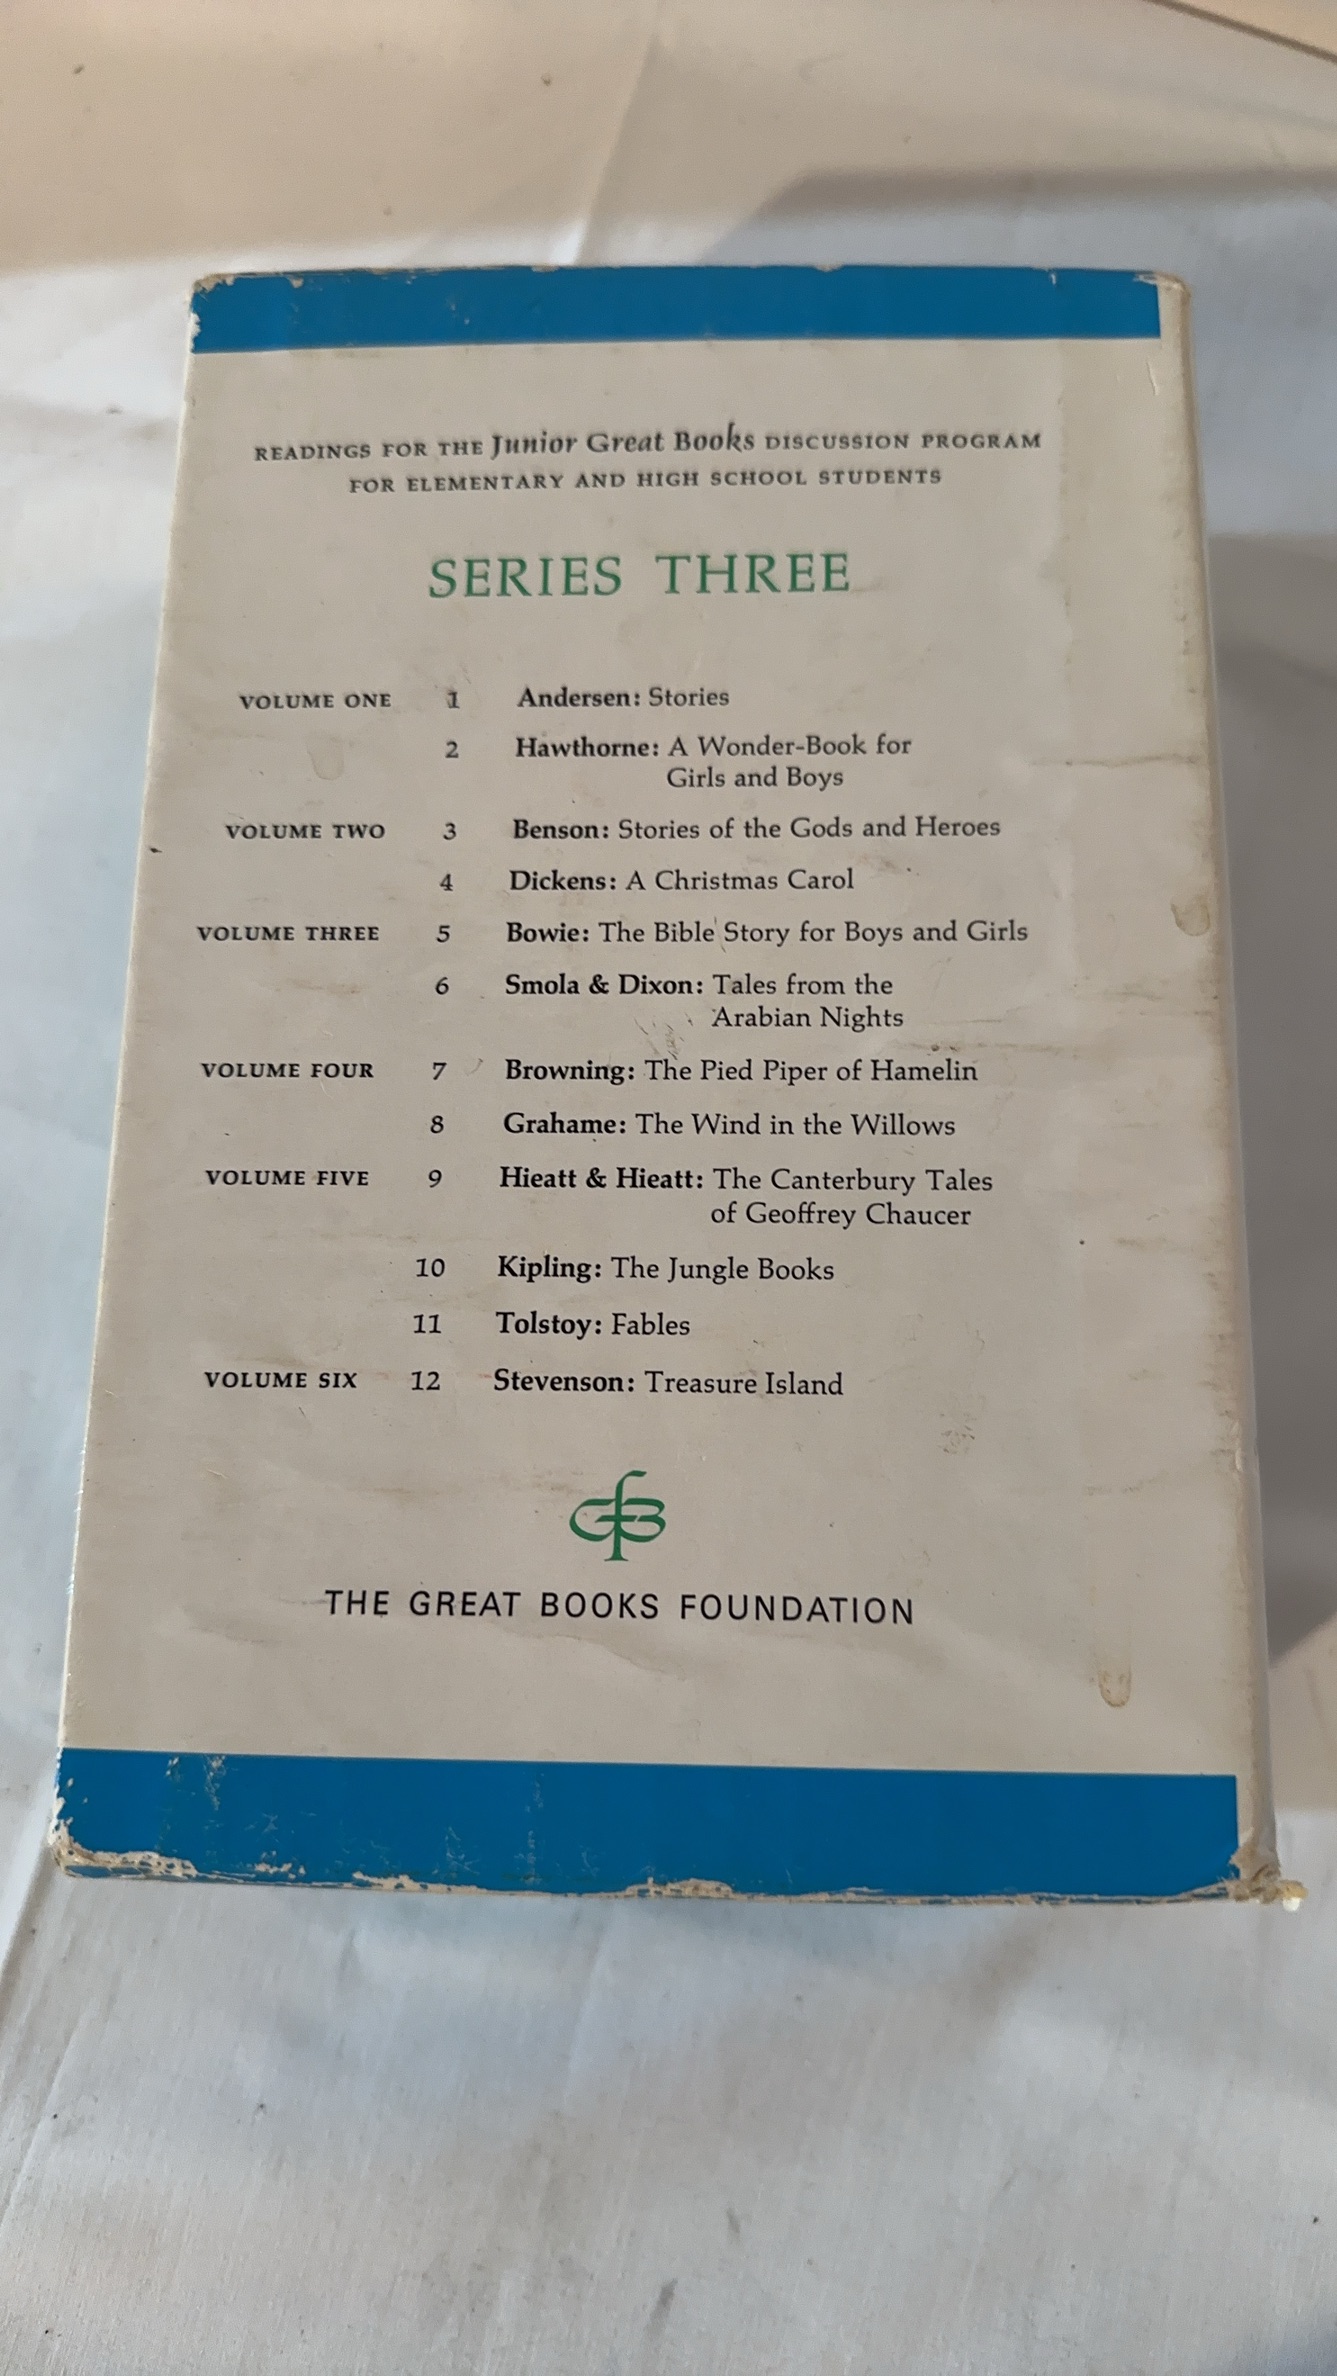 READINGS FOR THE Junior Great Books DISCUSSION PROGRAM
FOR ELEMENTARY AND HIGH SCHOOL STUDENTS
SERIES THREE
VOLUME ONE 1 Andersen: Stories
2 Hawthorne: A Wonder-Book for
Girls and Boys
VOLUME TWO 3 Benson: Stories of the Gods and Heroes
4 Dickens: A Christmas Carol
VOLUME THREE 5 Bowie: The Bible Story for Boys and Girls
6 Smola & Dixon: Tales from the
Arabian Nights
VOLUME FOUR 7 Browning: The Pied Piper of Hamelin
8 Grahame: The Wind in the Willows
VOLUME FIVE 9 Hieatt & Hieatt: The Canterbury Tales
of Geoffrey Chaucer
10 Kipling: The Jungle Books
11 Tolstoy: Fables
VOLUME SIX 12 Stevenson: Treasure Island
GfB
THE GREAT BOOKS FOUNDATION